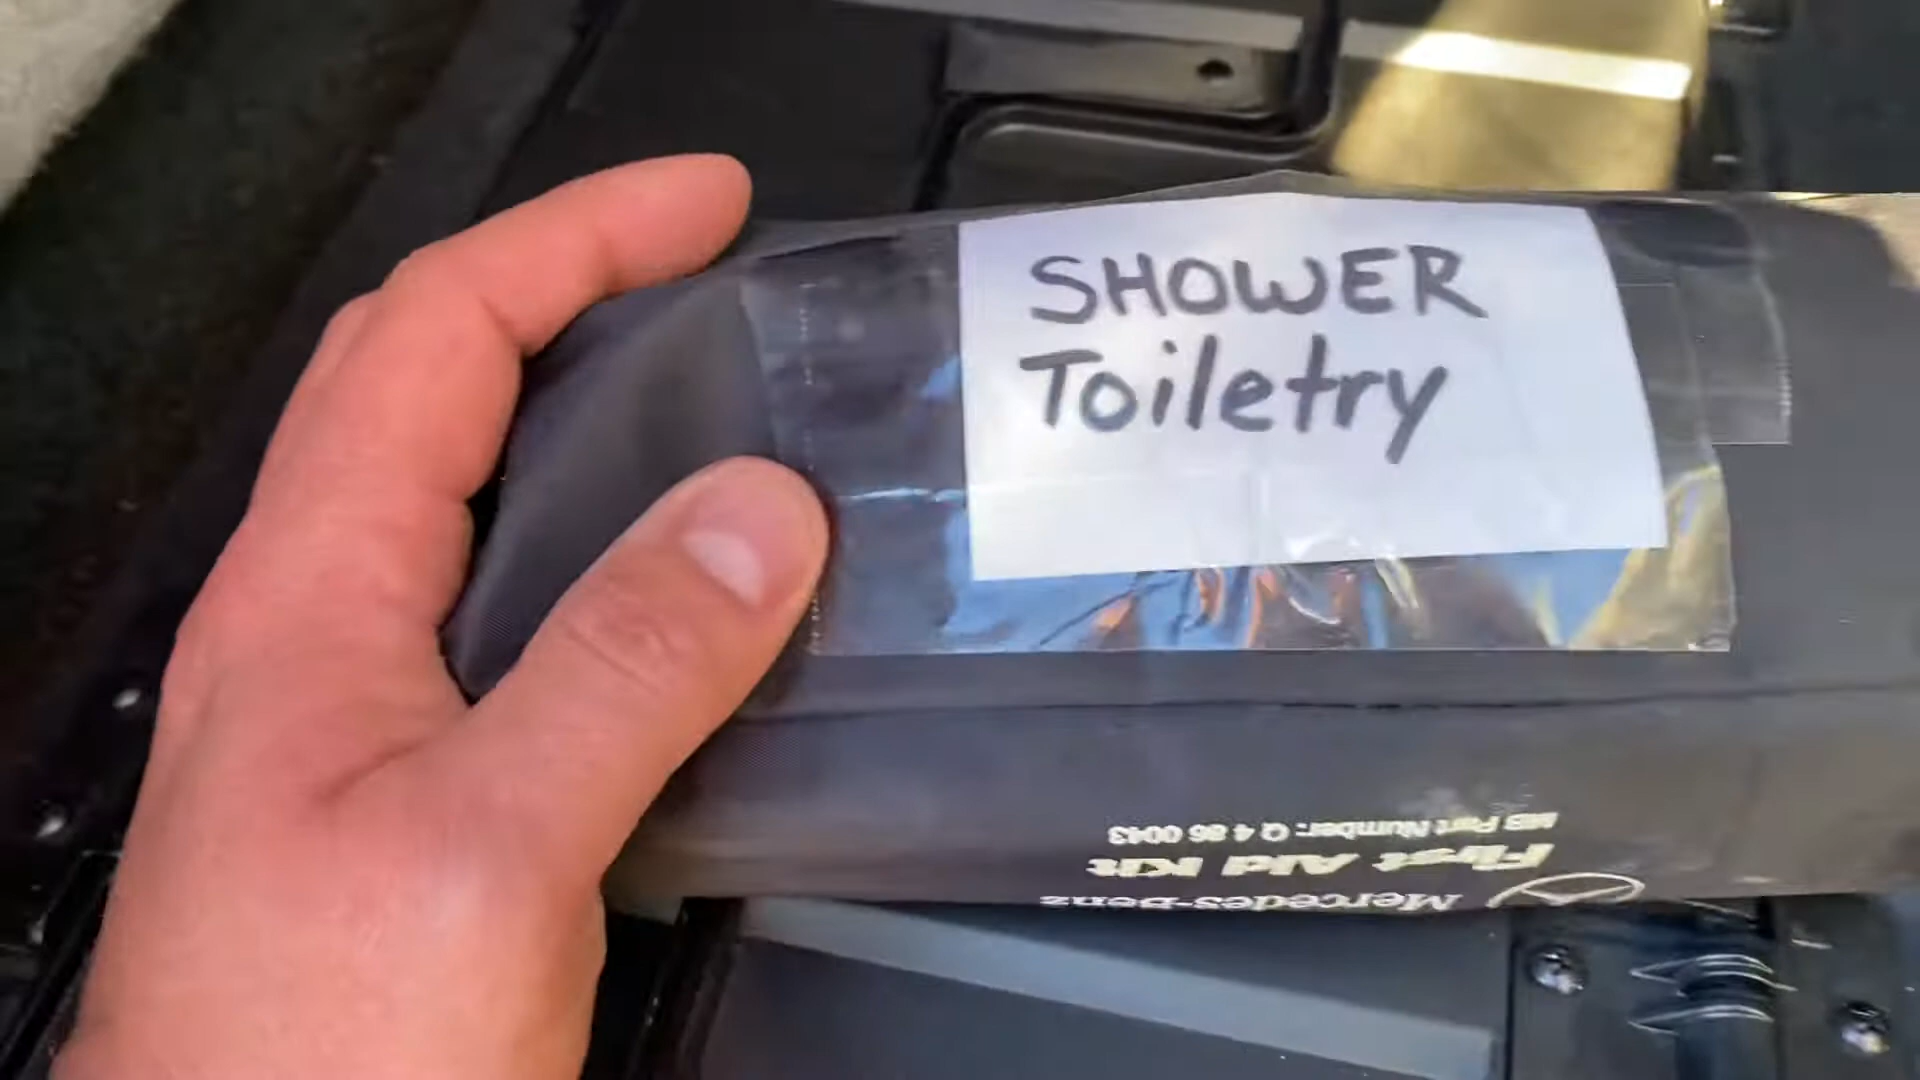 SHOWER
Toiletry
Mercedes-Benz
First Aid Kit
MB Part Number: Q 4 86 0043